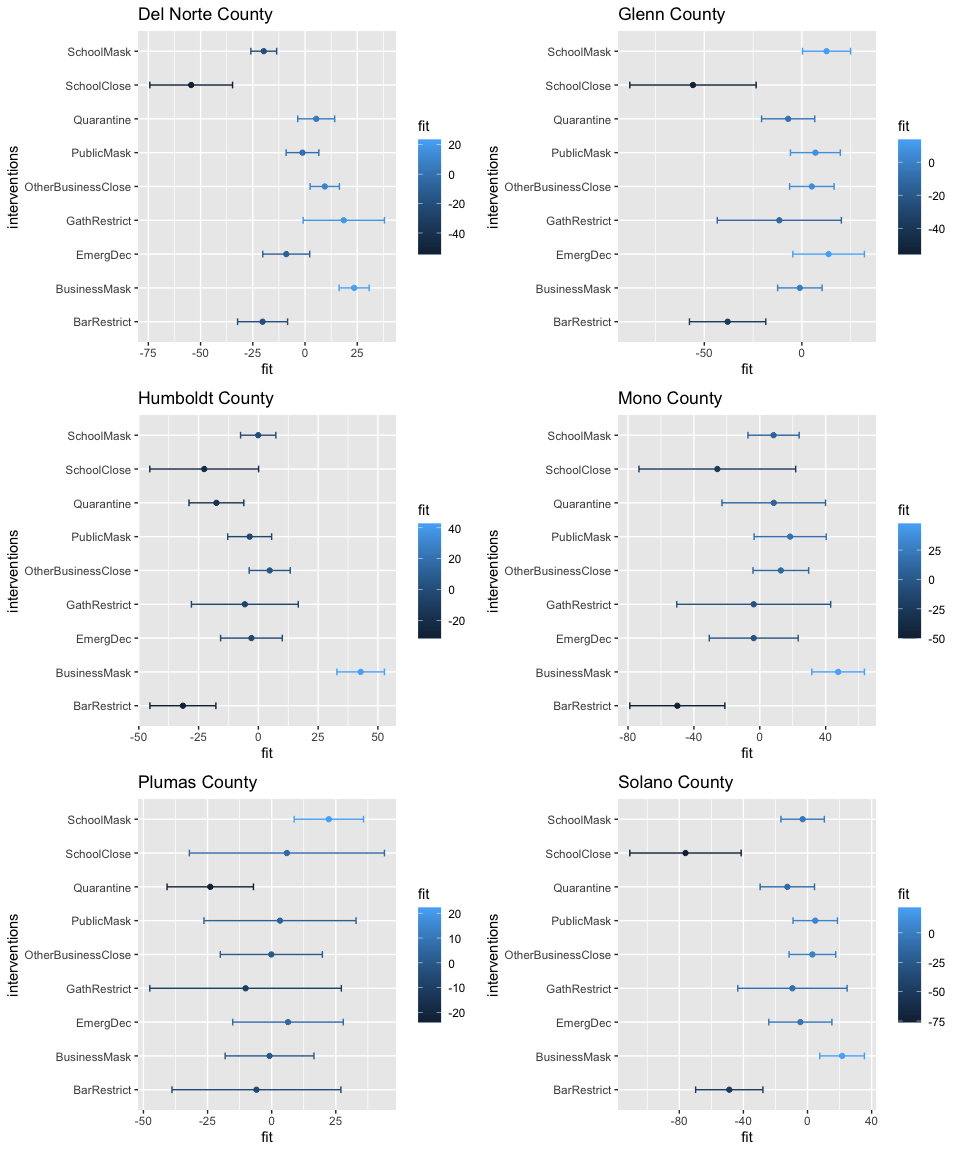 Del Norte County
interventions
SchoolMask
SchoolClose
Quarantine
PublicMask
OtherBusinessClose
GathRestrict
EmergDec
BusinessMask
BarRestrict
-75 -50 -25 0 25
fit
fit
20
0
-20
-40
Glenn County
interventions
SchoolMask
SchoolClose
Quarantine
PublicMask
OtherBusinessClose
GathRestrict
EmergDec
BusinessMask
BarRestrict
-50 0
fit
fit
0
-20
-40
Humboldt County
interventions
SchoolMask
SchoolClose
Quarantine
PublicMask
OtherBusinessClose
GathRestrict
EmergDec
BusinessMask
BarRestrict
-50 -25 0 25 50
fit
fit
40
20
0
-20
Mono County
interventions
SchoolMask
SchoolClose
Quarantine
PublicMask
OtherBusinessClose
GathRestrict
EmergDec
BusinessMask
BarRestrict
-80 -40 0 40
fit
fit
25
0
-25
-50
Plumas County
interventions
SchoolMask
SchoolClose
Quarantine
PublicMask
OtherBusinessClose
GathRestrict
EmergDec
BusinessMask
BarRestrict
-50 -25 0 25
fit
fit
20
10
0
-10
-20
Solano County
interventions
SchoolMask
SchoolClose
Quarantine
PublicMask
OtherBusinessClose
GathRestrict
EmergDec
BusinessMask
BarRestrict
-80 -40 0 40
fit
fit
0
-25
-50
-75